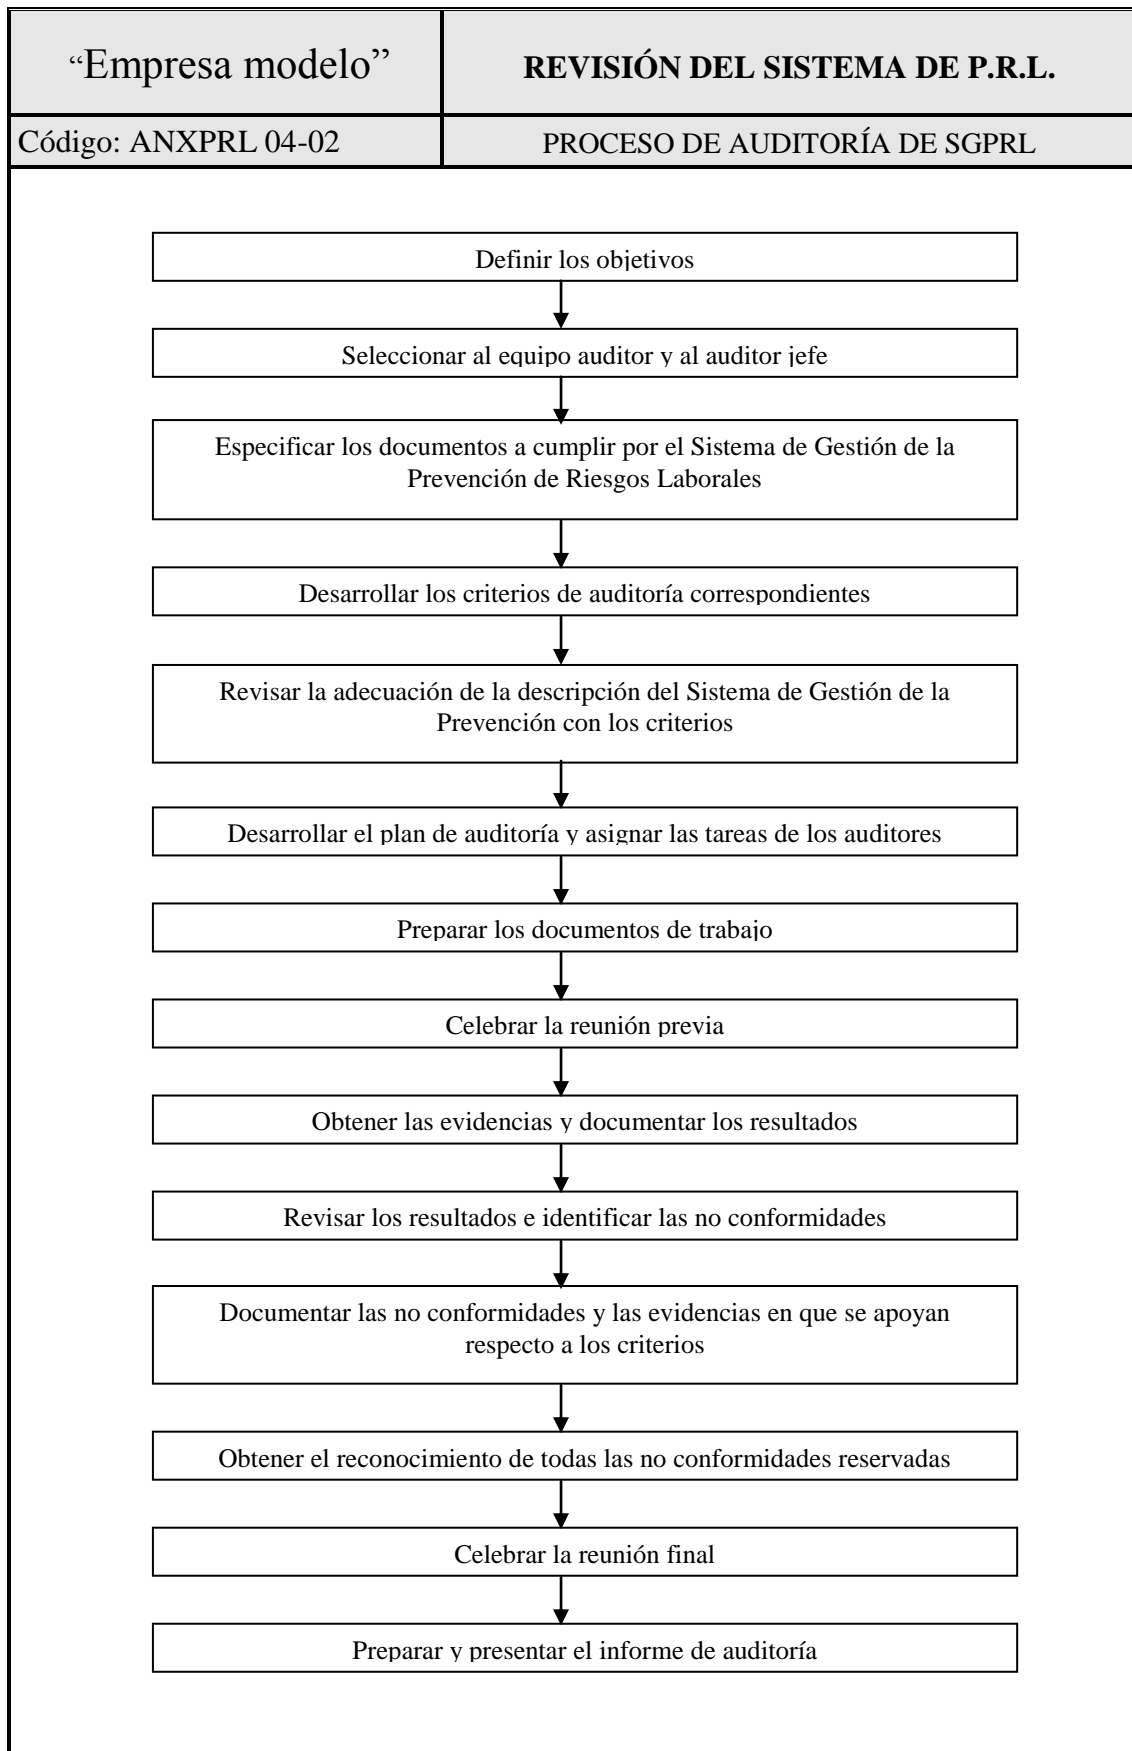 “Empresa modelo”
REVISIÓN DEL SISTEMA DE P.R.L.
Código: ANXPRL 04-02
PROCESO DE AUDITORÍA DE SGPRL
Definir los objetivos
Seleccionar al equipo auditor y al auditor jefe
Especificar los documentos a cumplir por el Sistema de Gestión de la
Prevención de Riesgos Laborales
Desarrollar los criterios de auditoría correspondientes
Revisar la adecuación de la descripción del Sistema de Gestión de la
Prevención con los criterios
Desarrollar el plan de auditoría y asignar las tareas de los auditores
Preparar los documentos de trabajo
Celebrar la reunión previa
Obtener las evidencias y documentar los resultados
Revisar los resultados e identificar las no conformidades
Documentar las no conformidades y las evidencias en que se apoyan
respecto a los criterios
Obtener el reconocimiento de todas las no conformidades reservadas
Celebrar la reunión final
Preparar y presentar el informe de auditoría